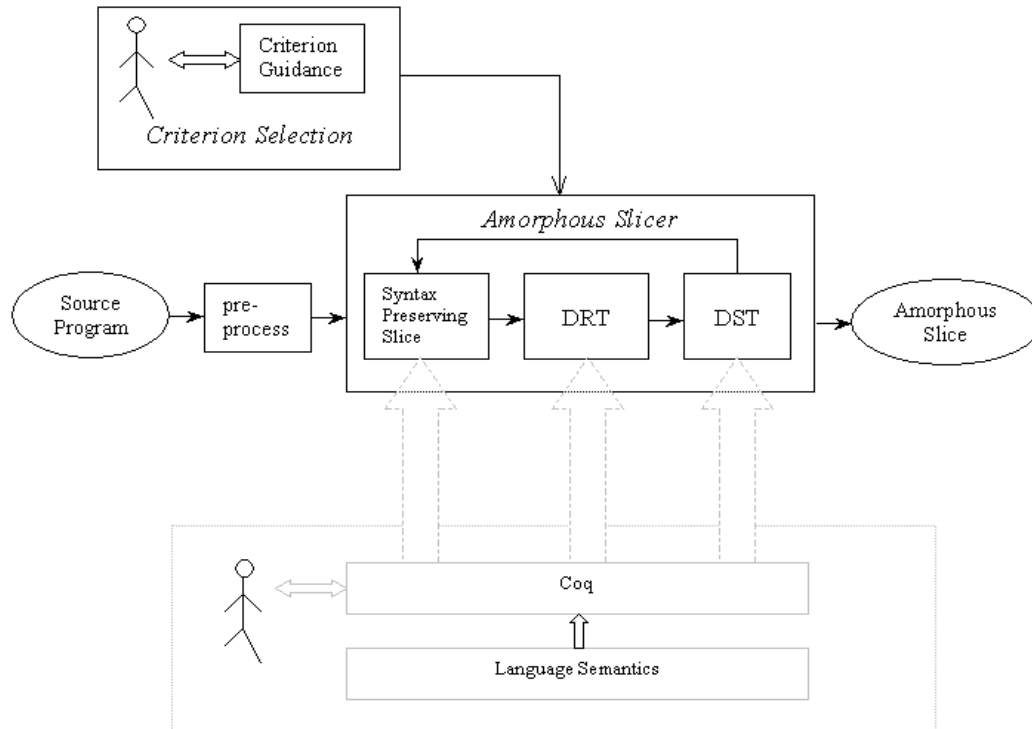 Criterion
Guidance
Criterion Selection
Amorphous Slicer
Source
Program
pre-
process
Syntax
Preserving
Slice
DRT
DST
Amorphous
Slice
Coq
Language Semantics